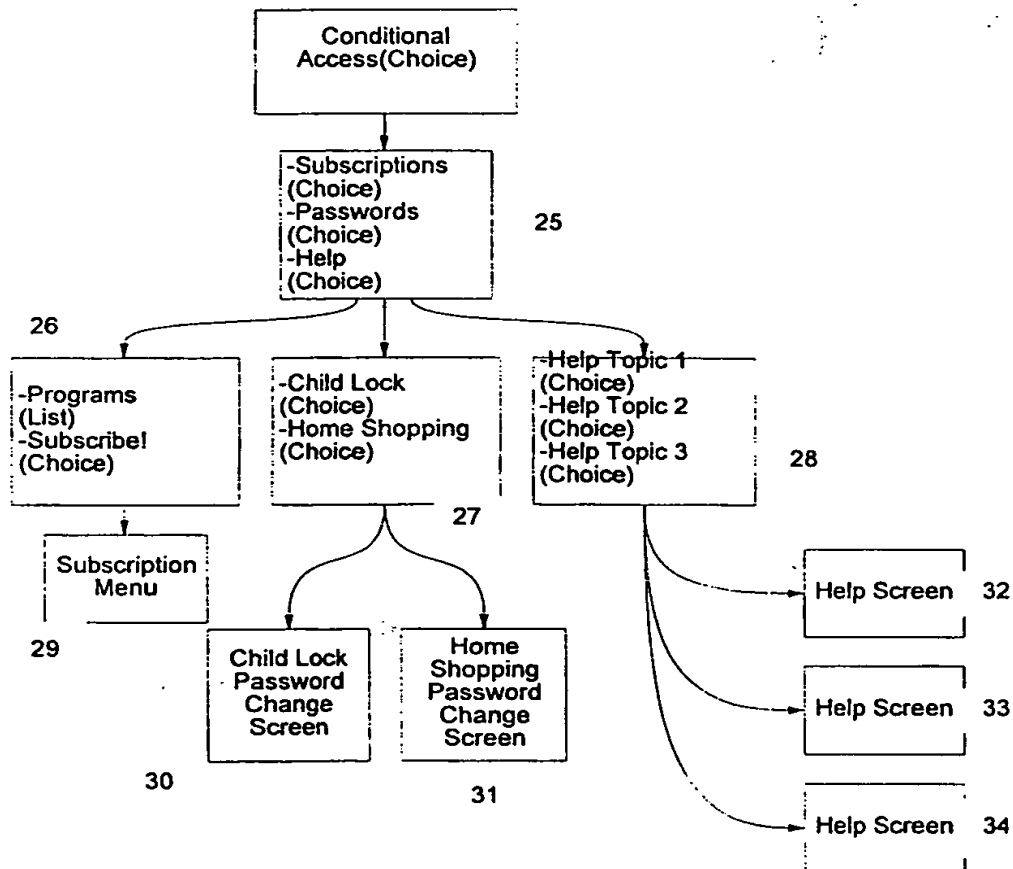 Conditional
Access(Choice)
-Subscriptions
(Choice)
-Passwords
(Choice)
-Help
(Choice)
25
26
-Programs
(List)
-Subscribe!
(Choice)
-Child Lock
(Choice)
-Home Shopping
(Choice)
27
-Help Topic 1
(Choice)
-Help Topic 2
(Choice)
-Help Topic 3
(Choice)
28
Subscription
Menu
29
Child Lock
Password
Change
Screen
30
Home
Shopping
Password
Change
Screen
31
Help Screen
32
Help Screen
33
Help Screen
34